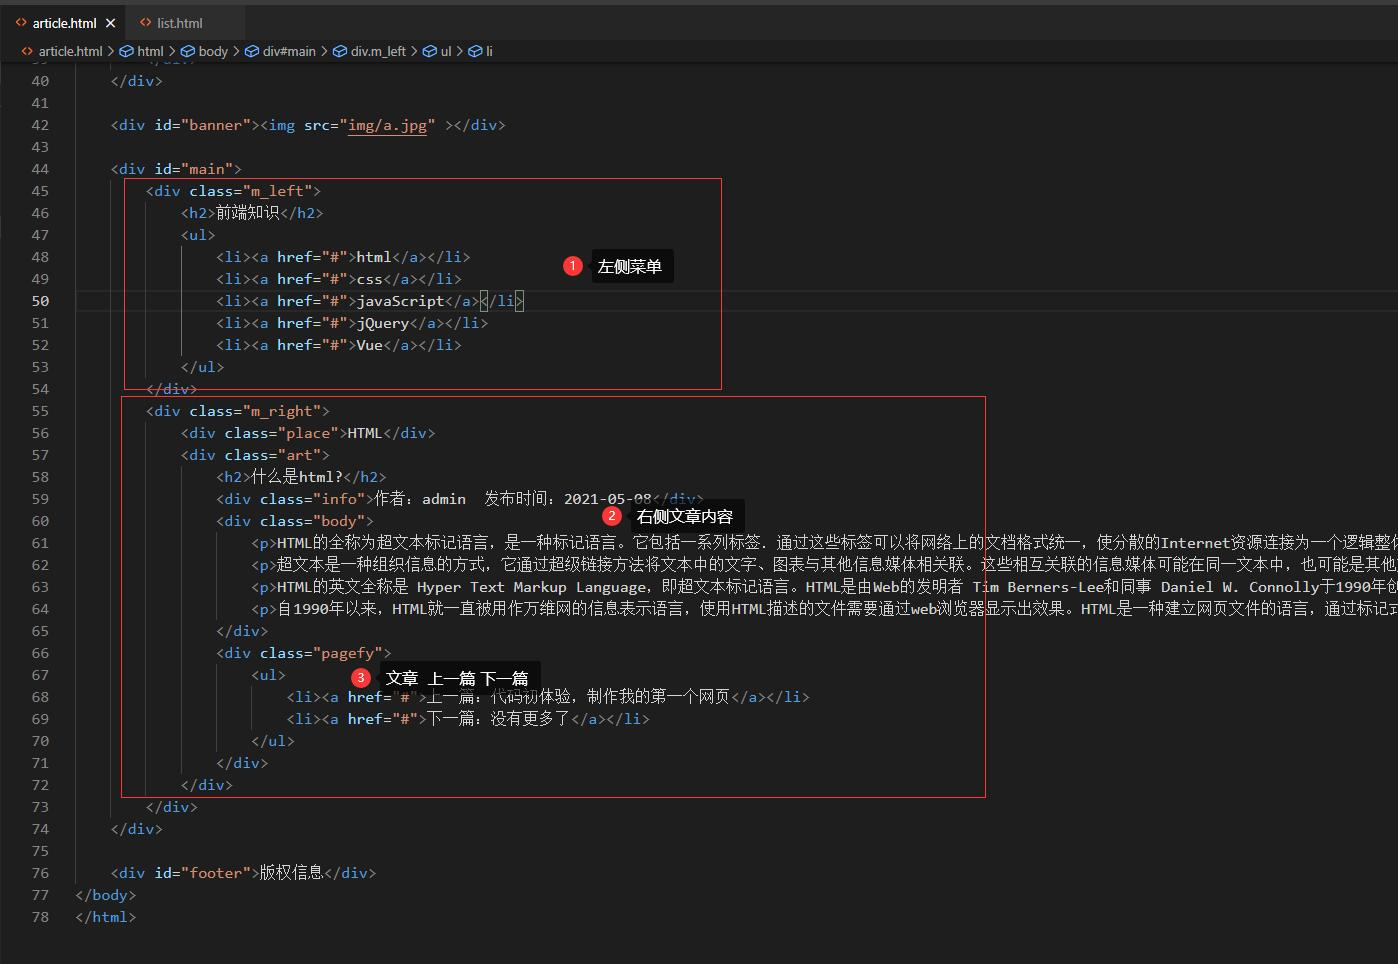 article.html
list.html
article.html > html > body > div#main > div.m_left > ul > li
40 </div>
41
42 <div id="banner"><img src="img/a.jpg" ></div>
43
44 <div id="main">
45 <div class="m_left">
46 <h2>前端知识</h2>
47 <ul>
48 <li><a href="#">html</a></li>
1 左侧菜单
49 <li><a href="#">css</a></li>
50 <li><a href="#">javaScript</a></li>
51 <li><a href="#">jQuery</a></li>
52 <li><a href="#">Vue</a></li>
53 </ul>
54 </div>
55 <div class="m_right">
56 <div class="place">HTML</div>
57 <div class="art">
58 <h2>什么是html?</h2>
59 <div class="info">作者：admin 发布时间：2021-05-08</div>
2 右侧文章内容
60 <div class="body">
61 <p>HTML的全称为超文本标记语言，是一种标记语言。它包括一系列标签．通过这些标签可以将网络上的文档格式统一，使分散的Internet资源连接为一个逻辑整体
62 <p>超文本是一种组织信息的方式，它通过超级链接方法将文本中的文字、图表与其他信息媒体相关联。这些相互关联的信息媒体可能在同一文本中，也可能是其他
63 <p>HTML的英文全称是 Hyper Text Markup Language，即超文本标记语言。HTML是由Web的发明者 Tim Berners-Lee和同事 Daniel W. Connolly于1990年创
64 <p>自1990年以来，HTML就一直被用作万维网的信息表示语言，使用HTML描述的文件需要通过web浏览器显示出效果。HTML是一种建立网页文件的语言，通过标记式
65 </div>
66 <div class="pagefy">
67 <ul>
3 文章 上一篇 下一篇
68 <li><a href="#">上一篇：代码初体验，制作我的第一个网页</a></li>
69 <li><a href="#">下一篇：没有更多了</a></li>
70 </ul>
71 </div>
72 </div>
73 </div>
74 </div>
75
76 <div id="footer">版权信息</div>
77 </body>
78 </html>